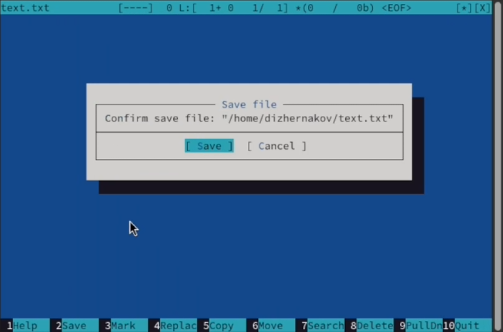 text.txt [----] 0 L:[ 1+ 0 1/ 1] *(0 / 0b) <EOF> [*][X]
Save file
Confirm save file: "/home/dizhernakov/text.txt"
[ Save ] [ Cancel ]
1Help 2Save 3Mark 4Replac 5Copy 6Move 7Search 8Delete 9PullDn 10Quit